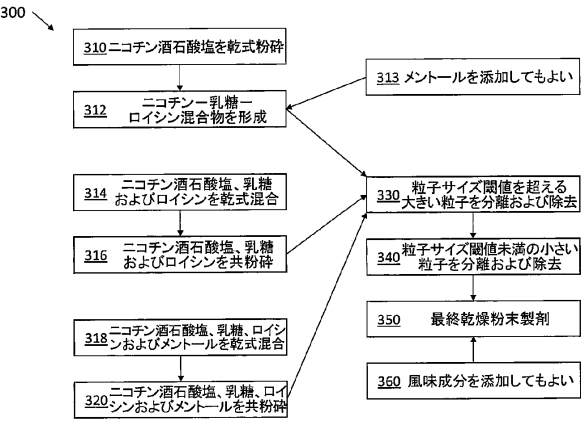 300
310 ニコチン酒石酸塩を乾式粉砕
312 ニコチンー乳糖ー
ロイシン混合物を形成
313 メントールを添加してもよい
314 ニコチン酒石酸塩、乳糖
およびロイシンを乾式混合
316 ニコチン酒石酸塩、乳糖
およびロイシンを共粉砕
318 ニコチン酒石酸塩、乳糖、ロイシ
ンおよびメントールを乾式混合
320 ニコチン酒石酸塩、乳糖、ロイ
シンおよびメントールを共粉砕
330 粒子サイズ閾値を超える
大きい粒子を分離および除去
340 粒子サイズ閾値未満の小さい
粒子を分離および除去
350 最終乾燥粉末製剤
360 風味成分を添加してもよい